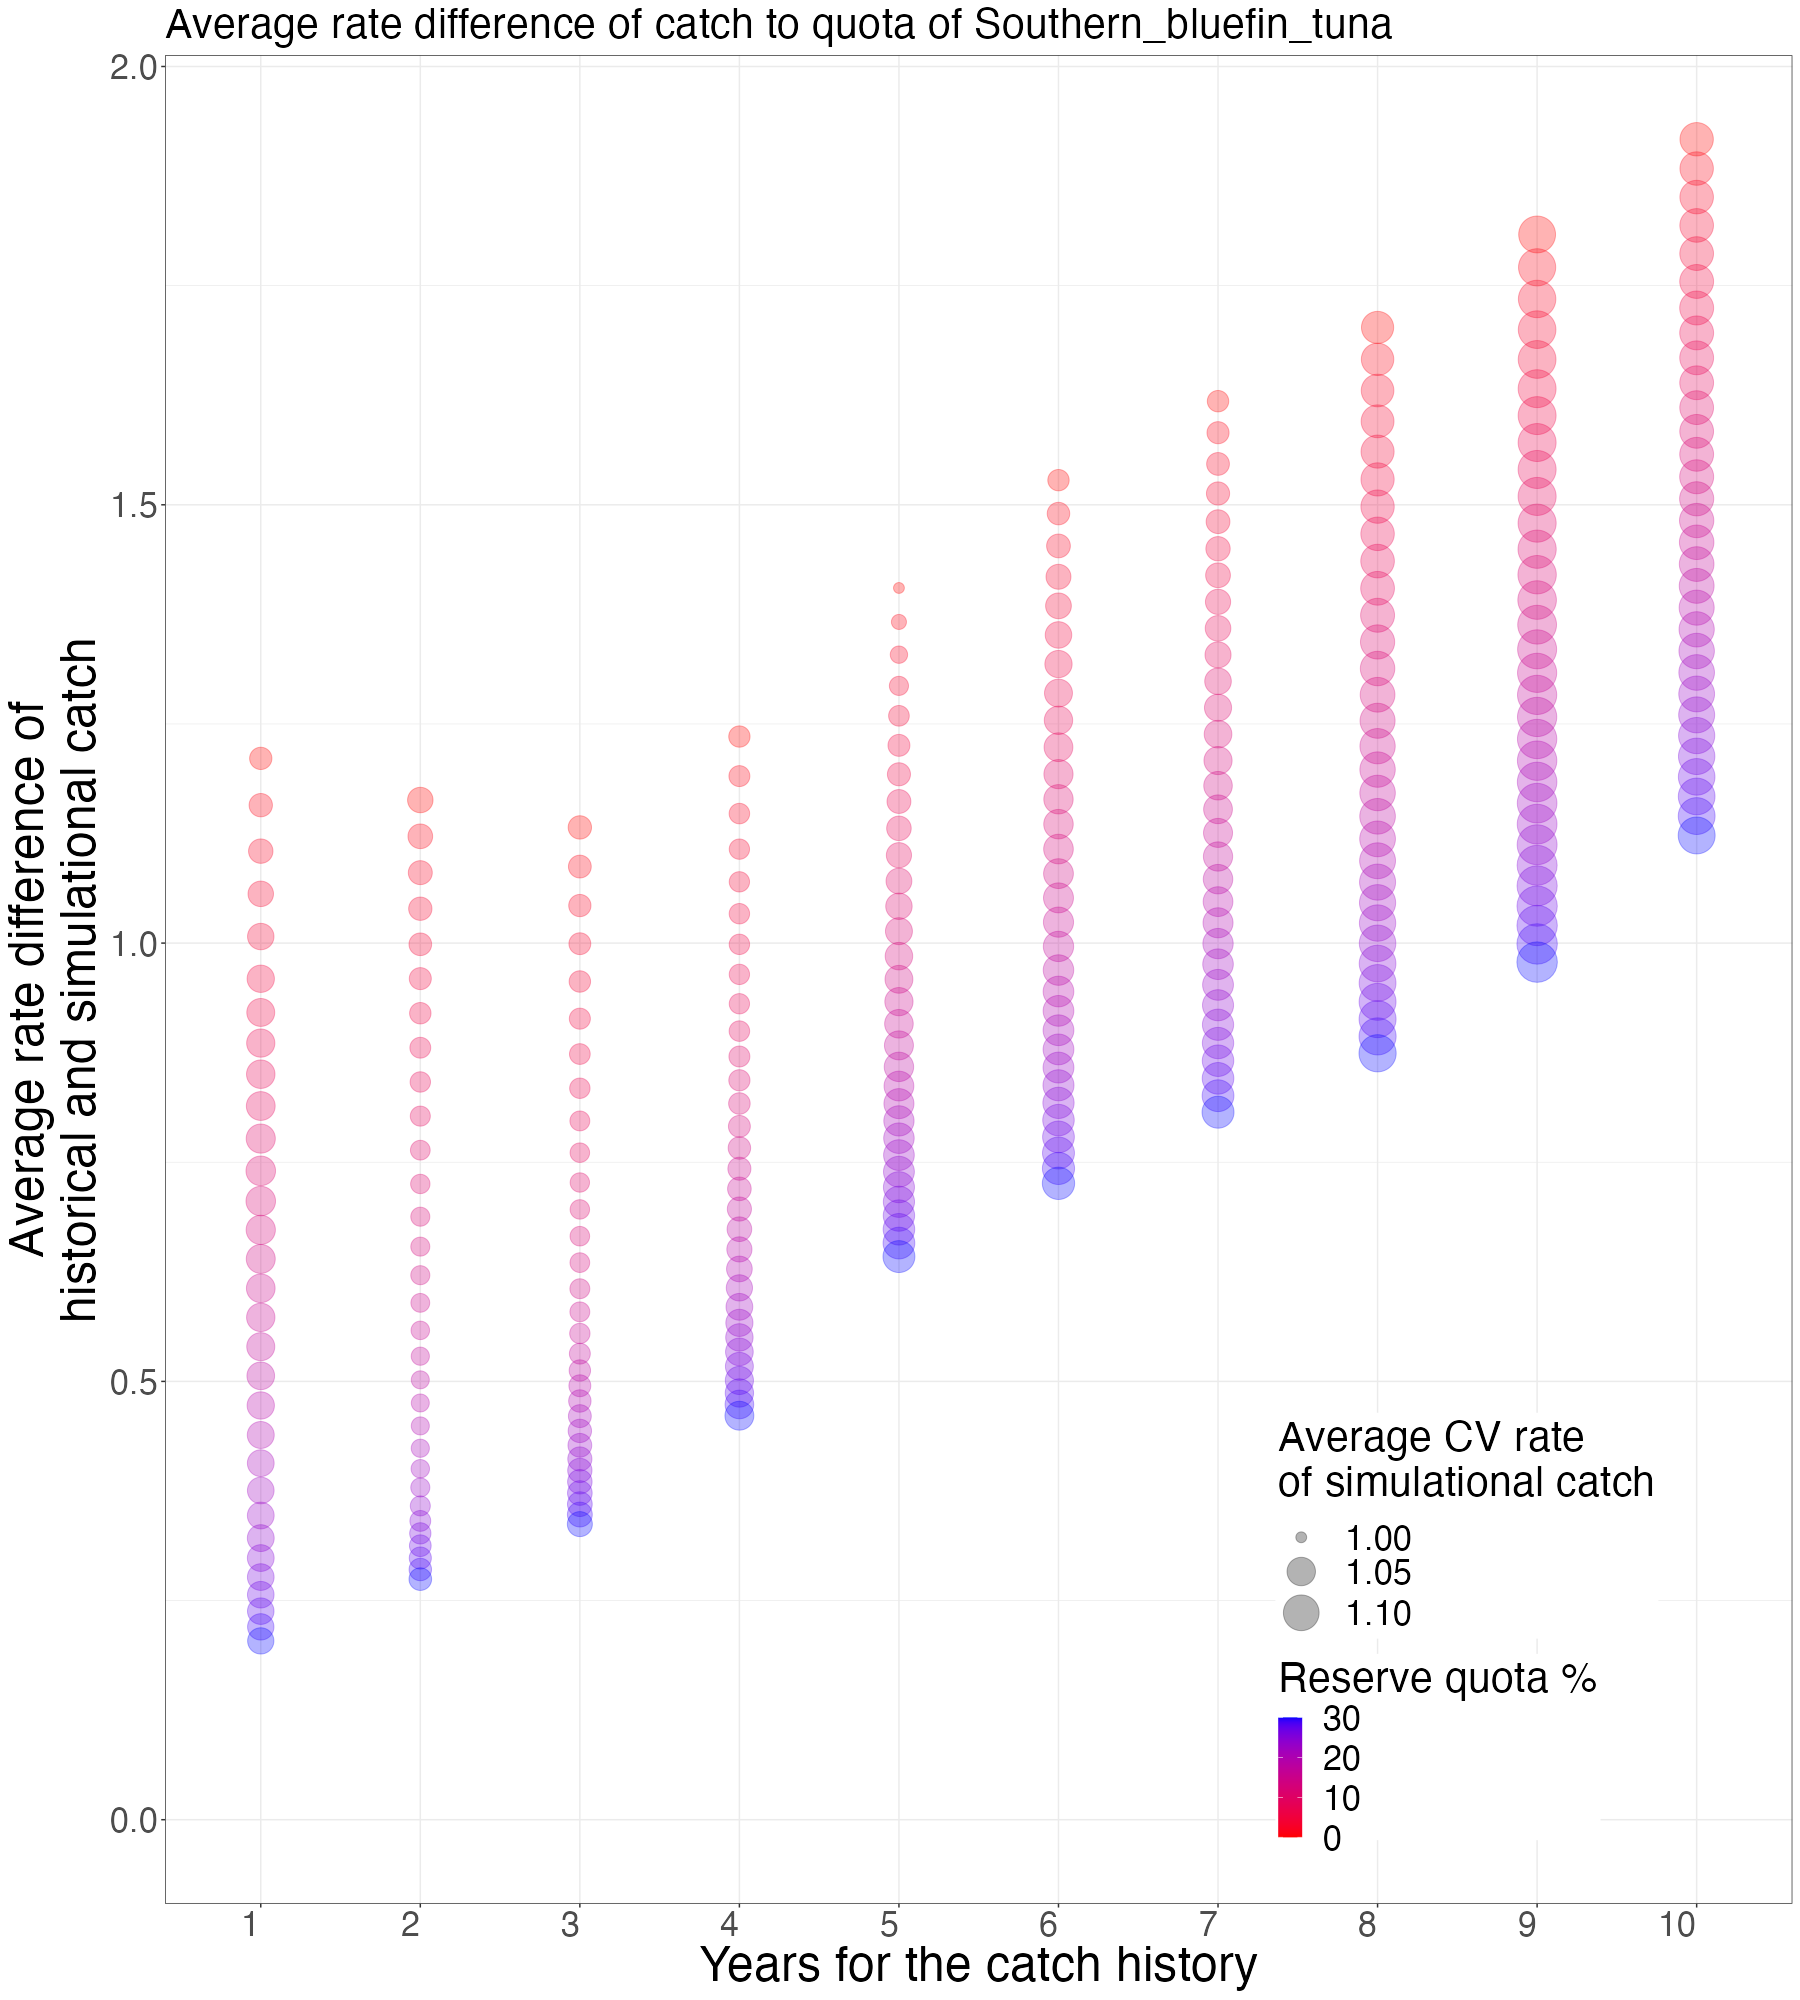 Average rate difference of catch to quota of Southern_bluefin_tuna
Average rate difference of
historical and simulational catch
2.0
1.5
1.0
0.5
0.0
Average CV rate
of simulational catch
1.00
1.05
1.10
Reserve quota %
30
20
10
0
1 2 3 4 5 6 7 8 9 10
Years for the catch history